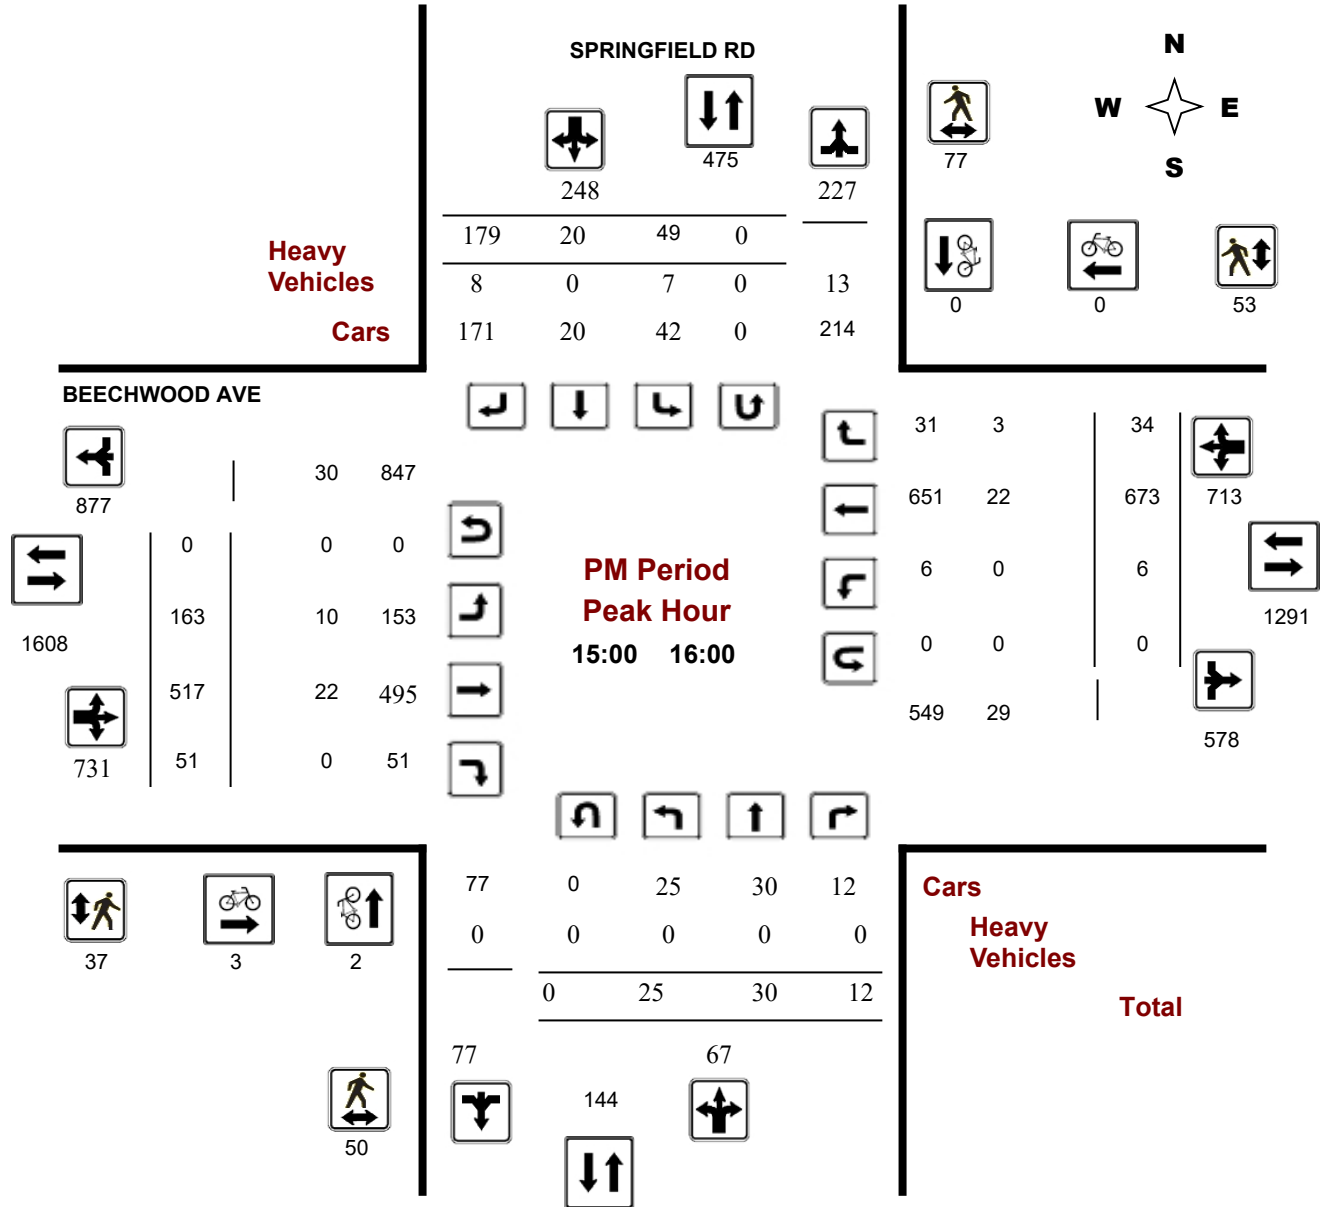 SPRINGFIELD RD
N
W E
S
475
77
248
227
179 20 49 0
Heavy
Vehicles
8 0 7 0 13
Cars
171 20 42 0 214
0 0 53
BEECHWOOD AVE
31 3 34
30 847
877
651 22 673 713
0 0 0
PM Period
6 0 6
Peak Hour
163 10 153
1291
1608
15:00 16:00
0 0 0
517 22 495
549 29
578
731 51 0 51
77 0 25 30 12
Cars
Heavy
0 0 0 0 0
Vehicles
37 3 2
0 25 30 12
Total
77 67
144
50